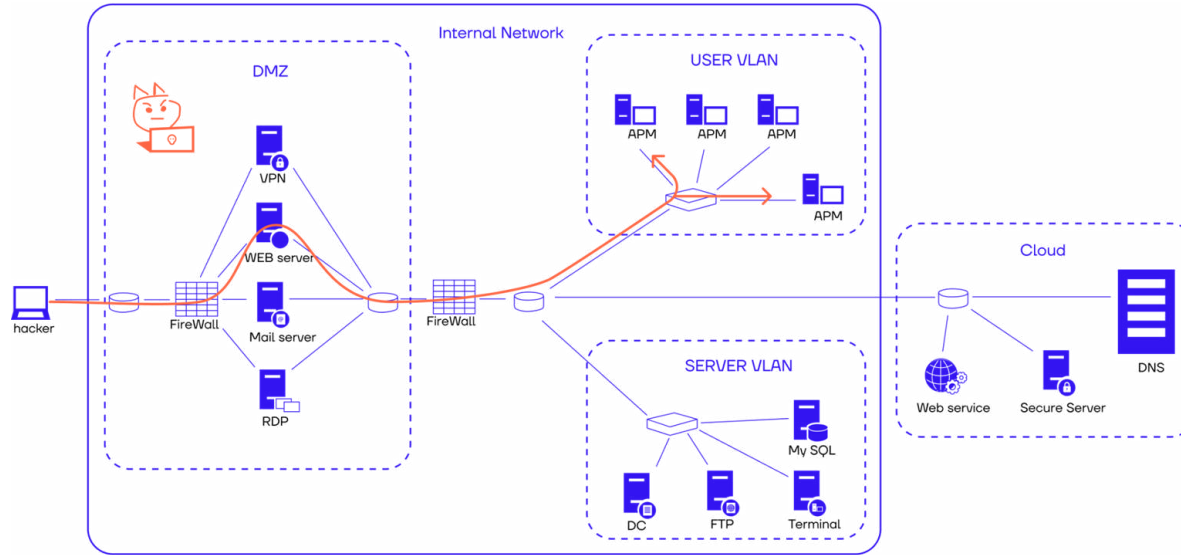 Internal Network
DMZ
USER VLAN
APM
APM
APM
APM
VPN
WEB server
FireWall
Mail server
RDP
hacker
FireWall
Cloud
Web service
Secure Server
DNS
SERVER VLAN
My SQL
DC
FTP
Terminal